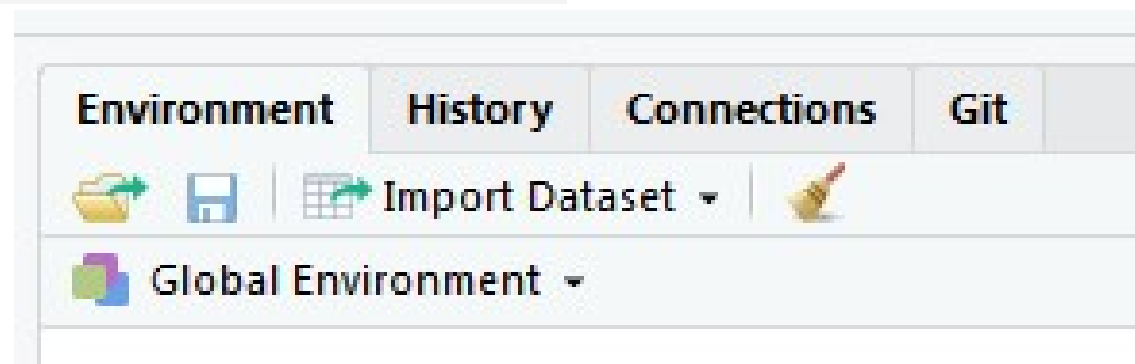 Environment History Connections Git
Import Dataset
Global Environment